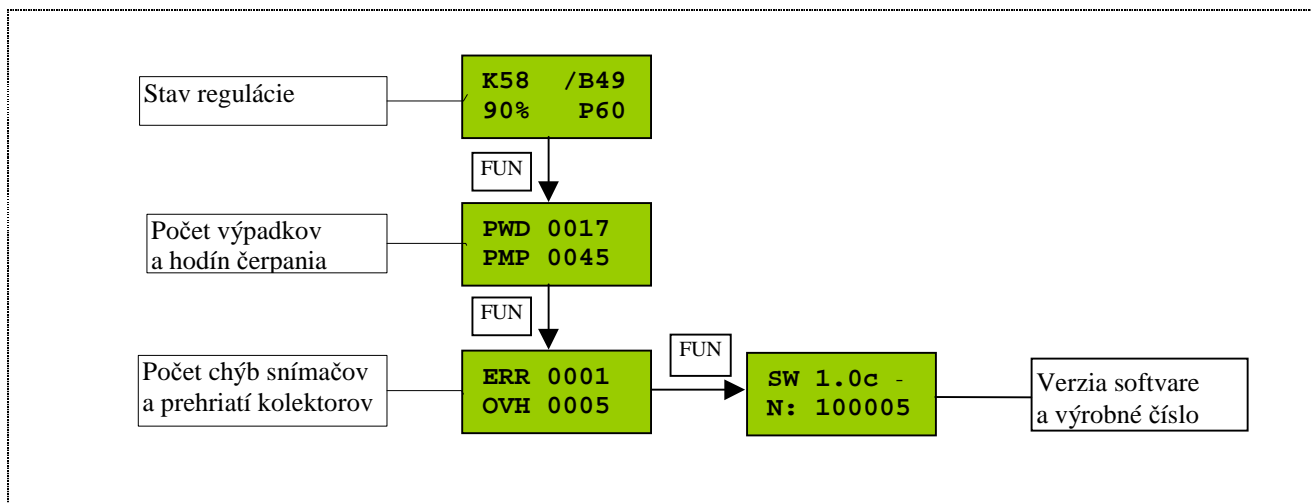 Stav regulácie
K58 /B49
90% P60
FUN
Počet výpadkov
a hodín čerpania
PWD 0017
PMP 0045
FUN
Počet chýb snímačov
a prehriatí kolektorov
ERR 0001
OVH 0005
FUN
SW 1.0c -
N: 100005
Verzia softvare
a výrobné číslo